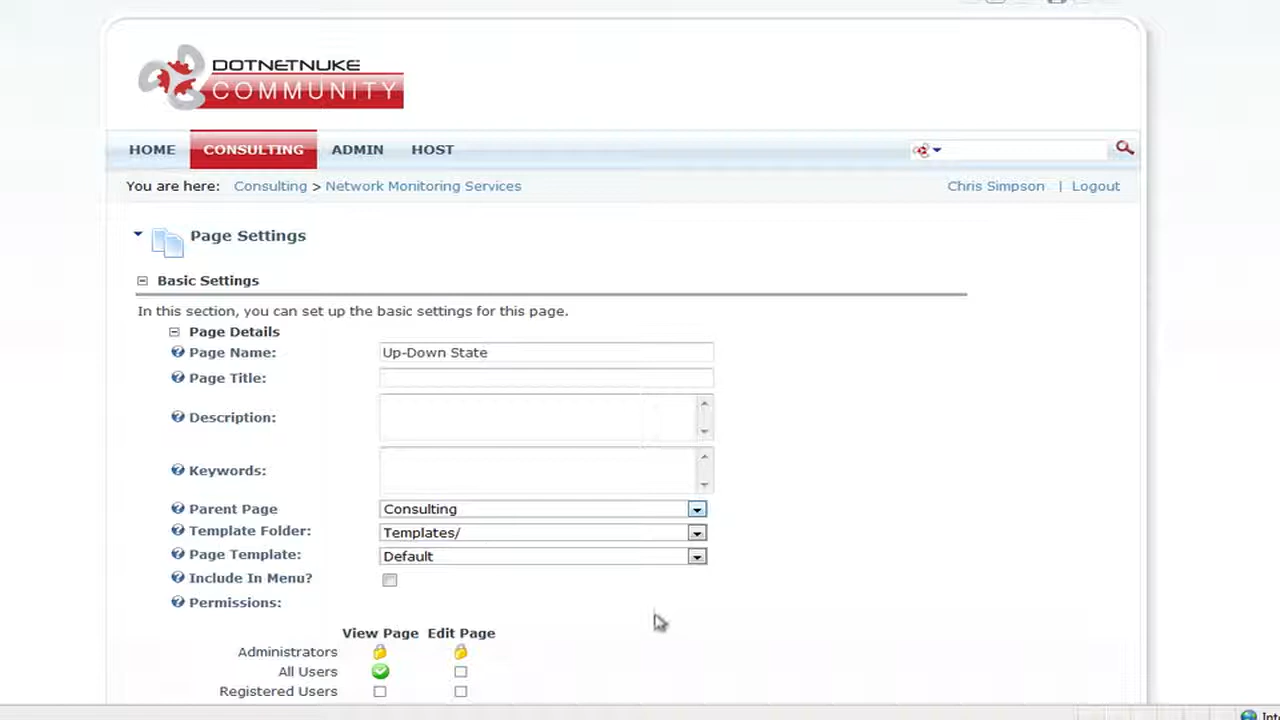 DOTNETNUKE
COMMUNITY
HOME CONSULTING ADMIN HOST
You are here: Consulting > Network Monitoring Services Chris Simpson | Logout
Page Settings
Basic Settings
In this section, you can set up the basic settings for this page.
Page Details
Page Name: Up-Down State
Page Title:
Description:
Keywords:
Parent Page Consulting
Template Folder: Templates/
Page Template: Default
Include In Menu?
Permissions:
View Page Edit Page
Administrators
All Users
Registered Users